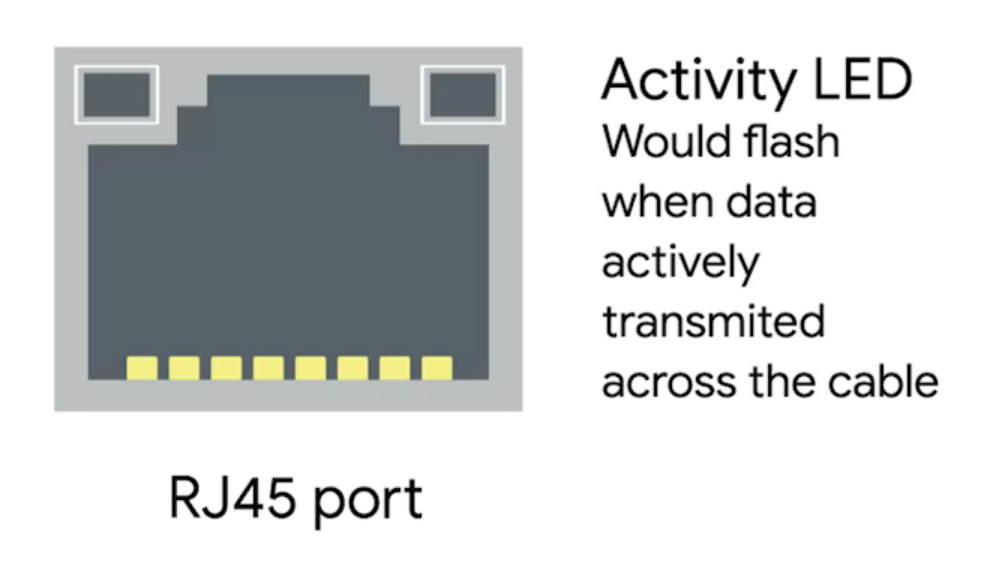 Activity LED
Would flash
when data
actively
transmited
across the cable
RJ45 port